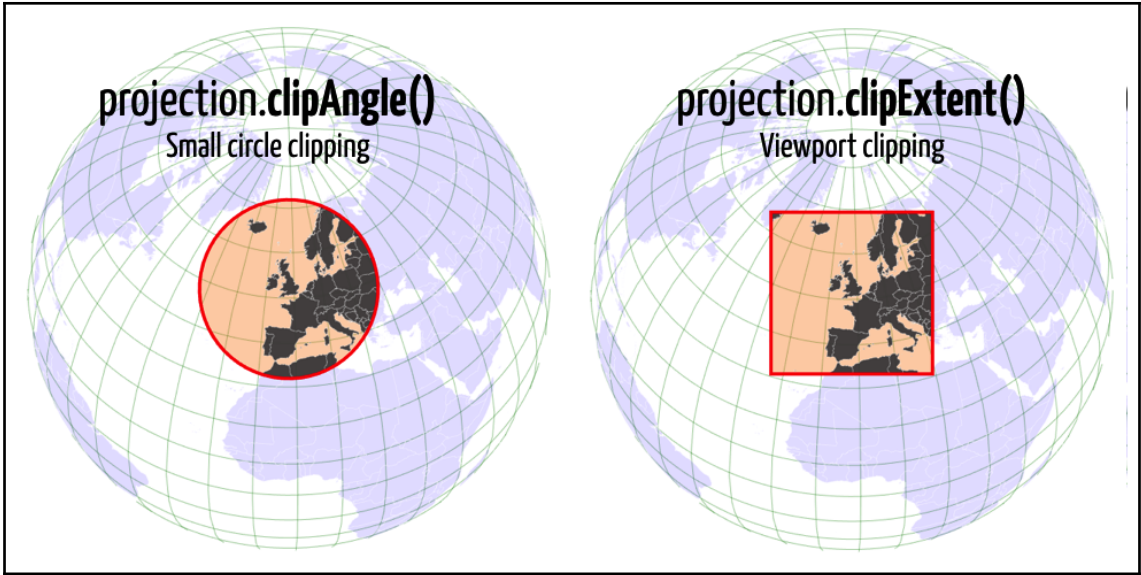 projection.clipAngle()
Small circle clipping
projection.clipExtent()
Viewport clipping